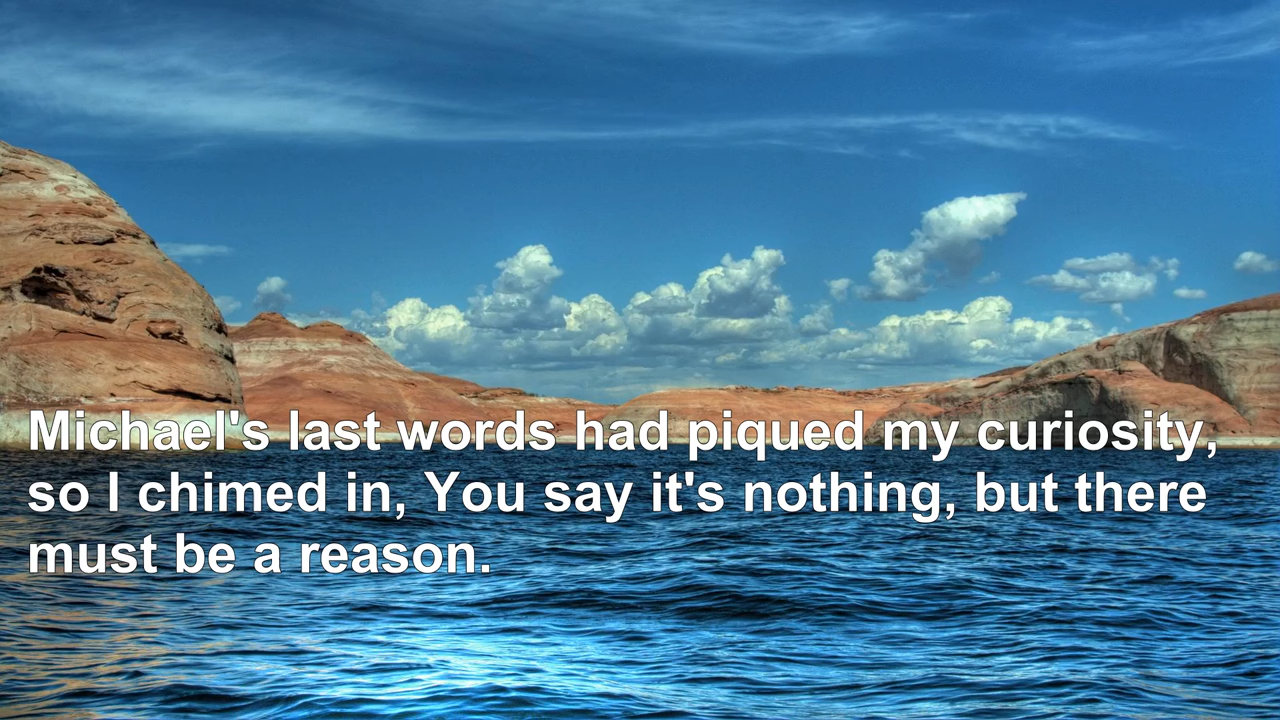 Michael's last words had piqued my curiosity,
so I chimed in, You say it's nothing, but there
must be a reason.